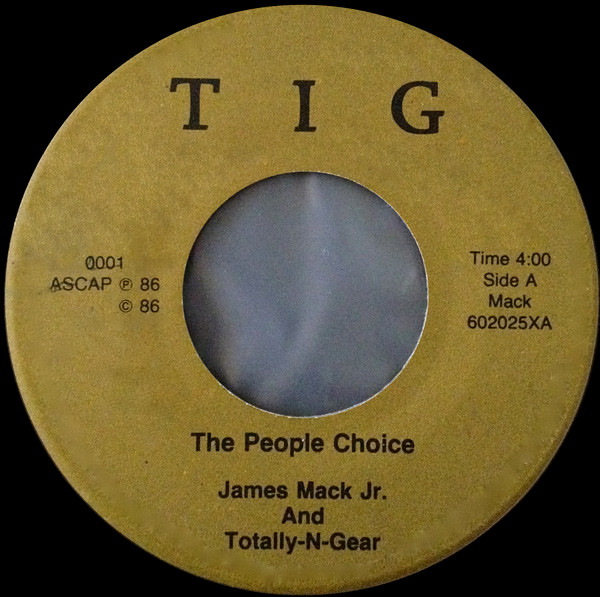 T I G
0001
ASCAP ℗ 86
© 86
Time 4:00
Side A
Mack
602025XA
The People Choice
James Mack Jr.
And
Totally-N-Gear